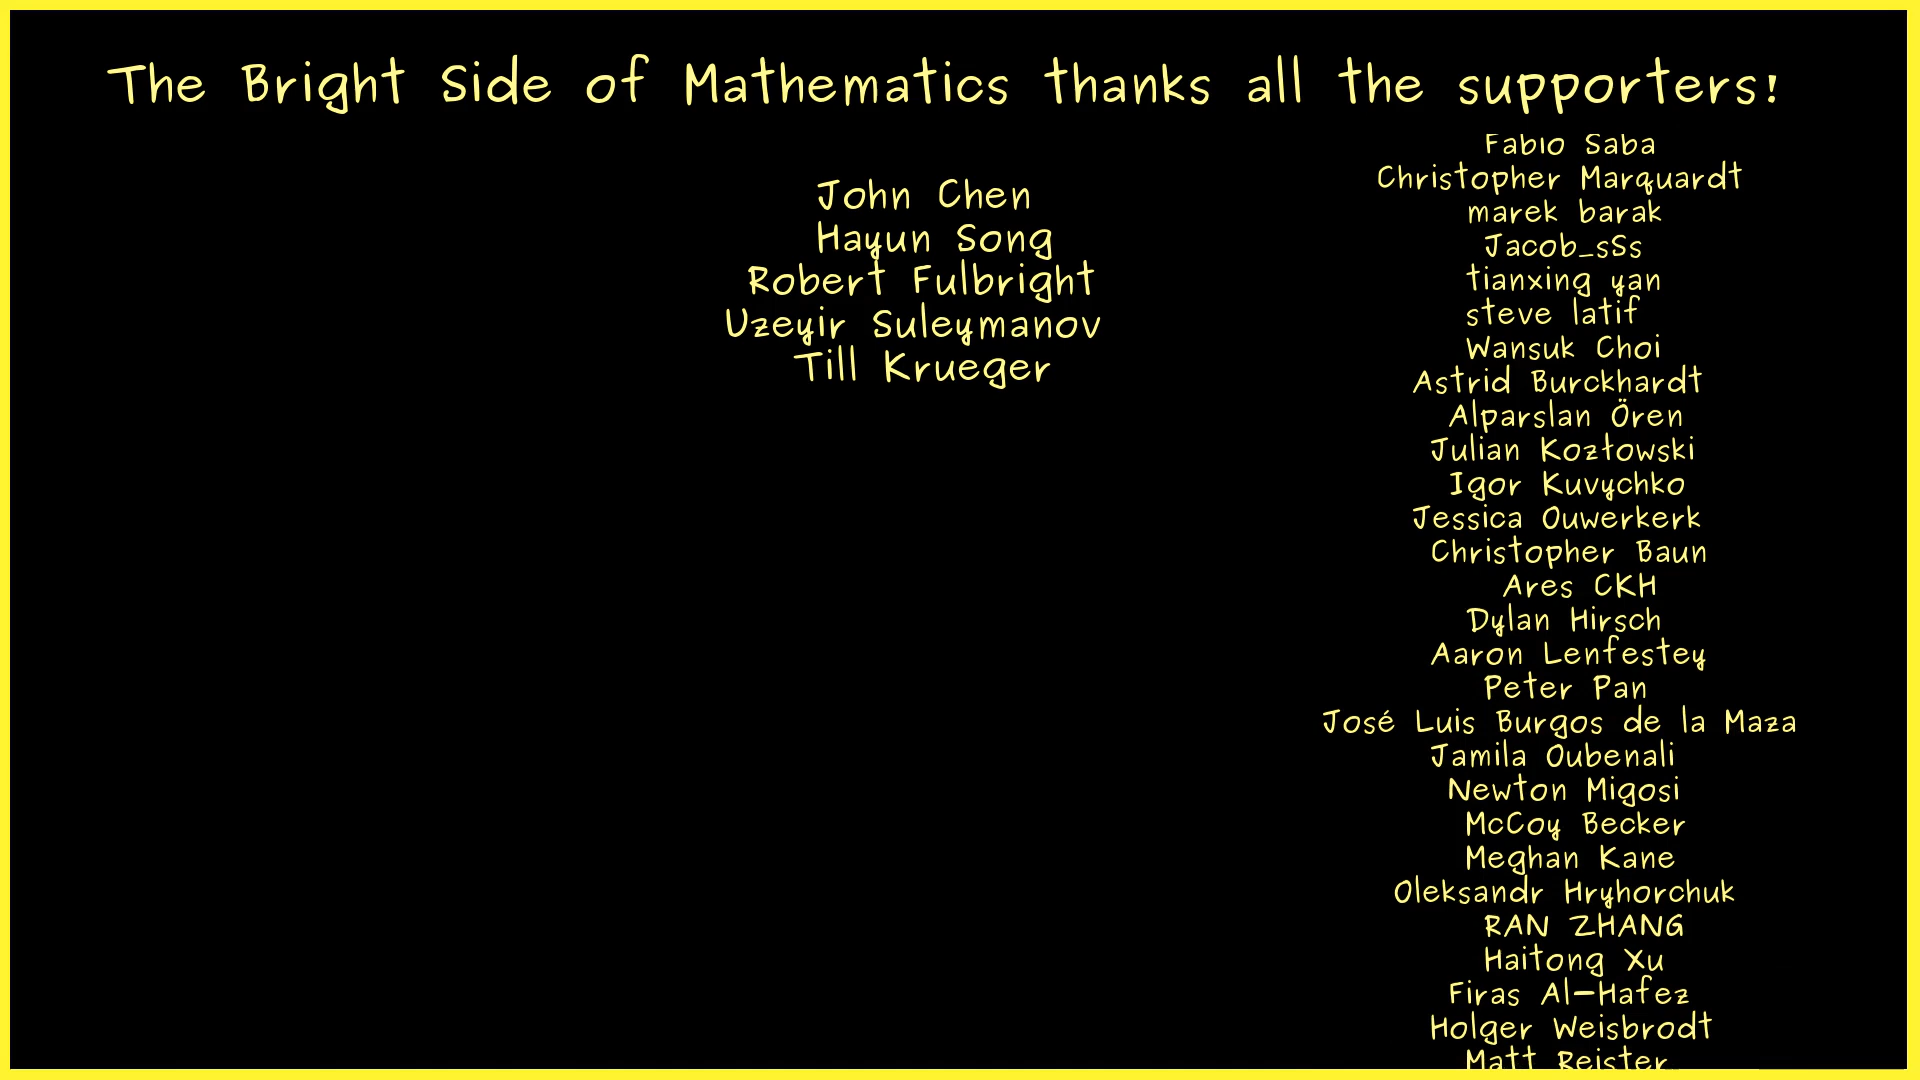 The Bright Side of Mathematics thanks all the supporters!
John Chen
Hayun Song
Robert Fulbright
Uzeyir Suleymanov
Till Krueger
Fabio Saba
Christopher Marquardt
marek barak
Jacob_sSs
tianxing yan
steve latif
Wansuk Choi
Astrid Burckhardt
Alparslan Ören
Julian Kozłowski
Igor Kuvychko
Jessica Ouwerkerk
Christopher Baun
Ares CKH
Dylan Hirsch
Aaron Lenfestey
Peter Pan
José Luis Burgos de la Maza
Jamila Oubenali
Newton Migosi
McCoy Becker
Meghan Kane
Oleksandr Hryhorchuk
RAN ZHANG
Haitong Xu
Firas Al-Hafez
Holger Weisbrodt
Matt Reister